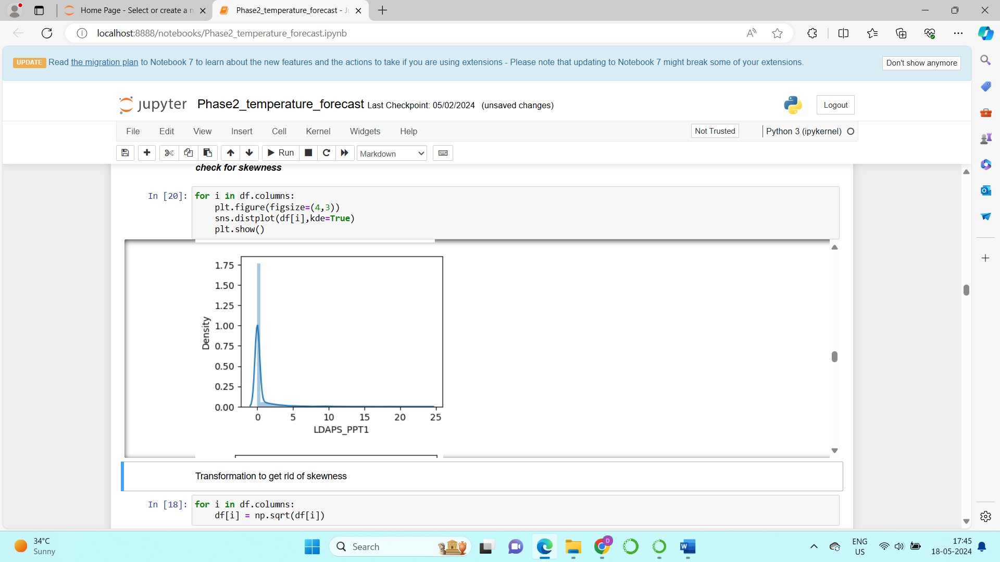 Home Page - Select or create a n
Phase2_temperature_forecast - Ju
localhost:8888/notebooks/Phase2_temperature_forecast.ipynb
UPDATE Read the migration plan to Notebook 7 to learn about the new features and the actions to take if you are using extensions - Please note that updating to Notebook 7 might break some of your extensions.
Don't show anymore
jupyter Phase2_temperature_forecast Last Checkpoint: 05/02/2024 (unsaved changes)
Logout
File Edit View Insert Cell Kernel Widgets Help
Not Trusted
Python 3 (ipykernel)
Run
Markdown
check for skewness
In [20]: for i in df.columns:
    plt.figure(figsize=(4,3))
    sns.distplot(df[i],kde=True)
    plt.show()
1.75
1.50
1.25
1.00
0.75
0.50
0.25
0.00
Density
0 5 10 15 20 25
LDAPS_PPT1
Transformation to get rid of skewness
In [18]: for i in df.columns:
    df[i] = np.sqrt(df[i])
34°C
Sunny
Search
D
ENG
US
17:45
18-05-2024